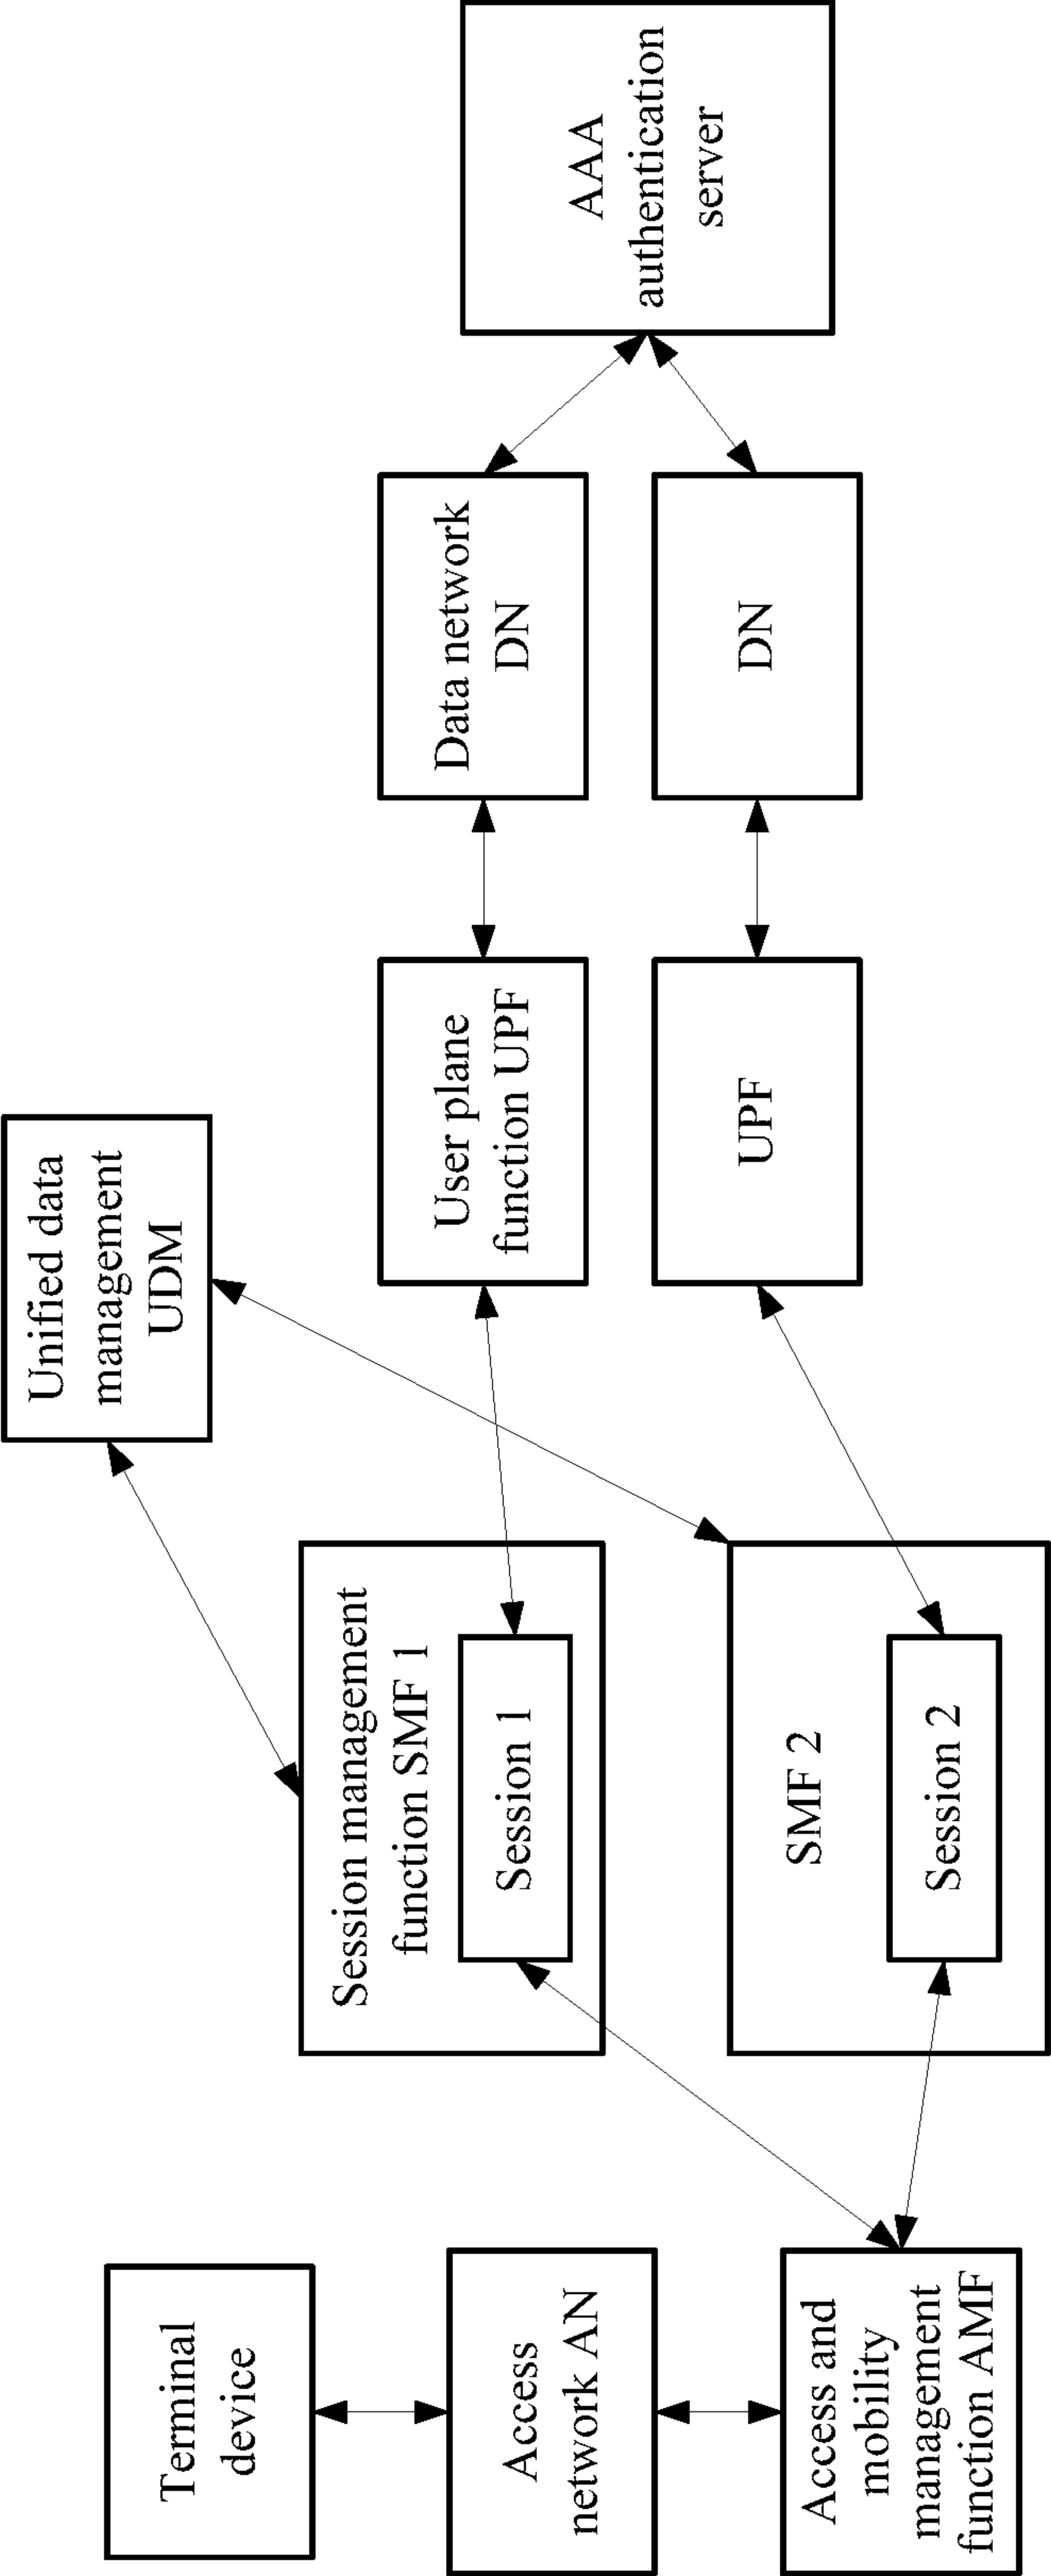 Terminal
device
Access
network AN
Access and
mobility
management
function AMF
Session management
function SMF 1
Session 1
SMF 2
Session 2
Unified data
management
UDM
User plane
function UPF
UPF
Data network
DN
DN
AAA
authentication
server